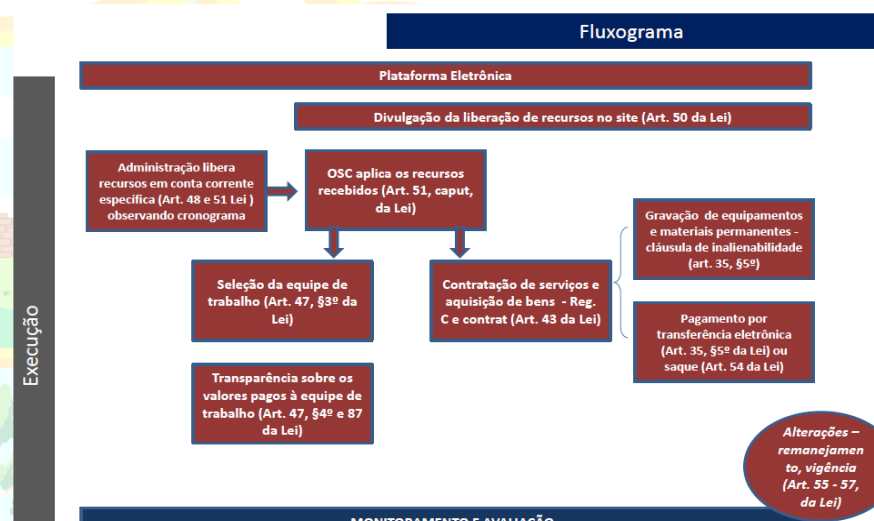 Fluxograma
Plataforma Eletrônica
Divulgação da liberação de recursos no site (Art. 50 da Lei)
Administração libera
recursos em conta corrente
específica (Art. 48 e 51 Lei )
observando cronograma
OSC aplica os recursos
recebidos (Art. 51, caput,
da Lei)
Gravação de equipamentos
e materiais permanentes -
cláusula de inalienabilidade
(art. 35, §5º)
Seleção da equipe de
trabalho (Art. 47, §3º da
Lei)
Contratação de serviços e
aquisição de bens - Reg.
C e contrat (Art. 43 da Lei)
Pagamento por
transferência eletrônica
(Art. 35, §5º da Lei) ou
saque (Art. 54 da Lei)
Transparência sobre os
valores pagos à equipe de
trabalho (Art. 47, §4º e 87
da Lei)
Execução
Alterações –
remanejamen
to, vigência
(Art. 55 - 57,
da Lei)
MONITORAMENTO E AVALIAÇÃO